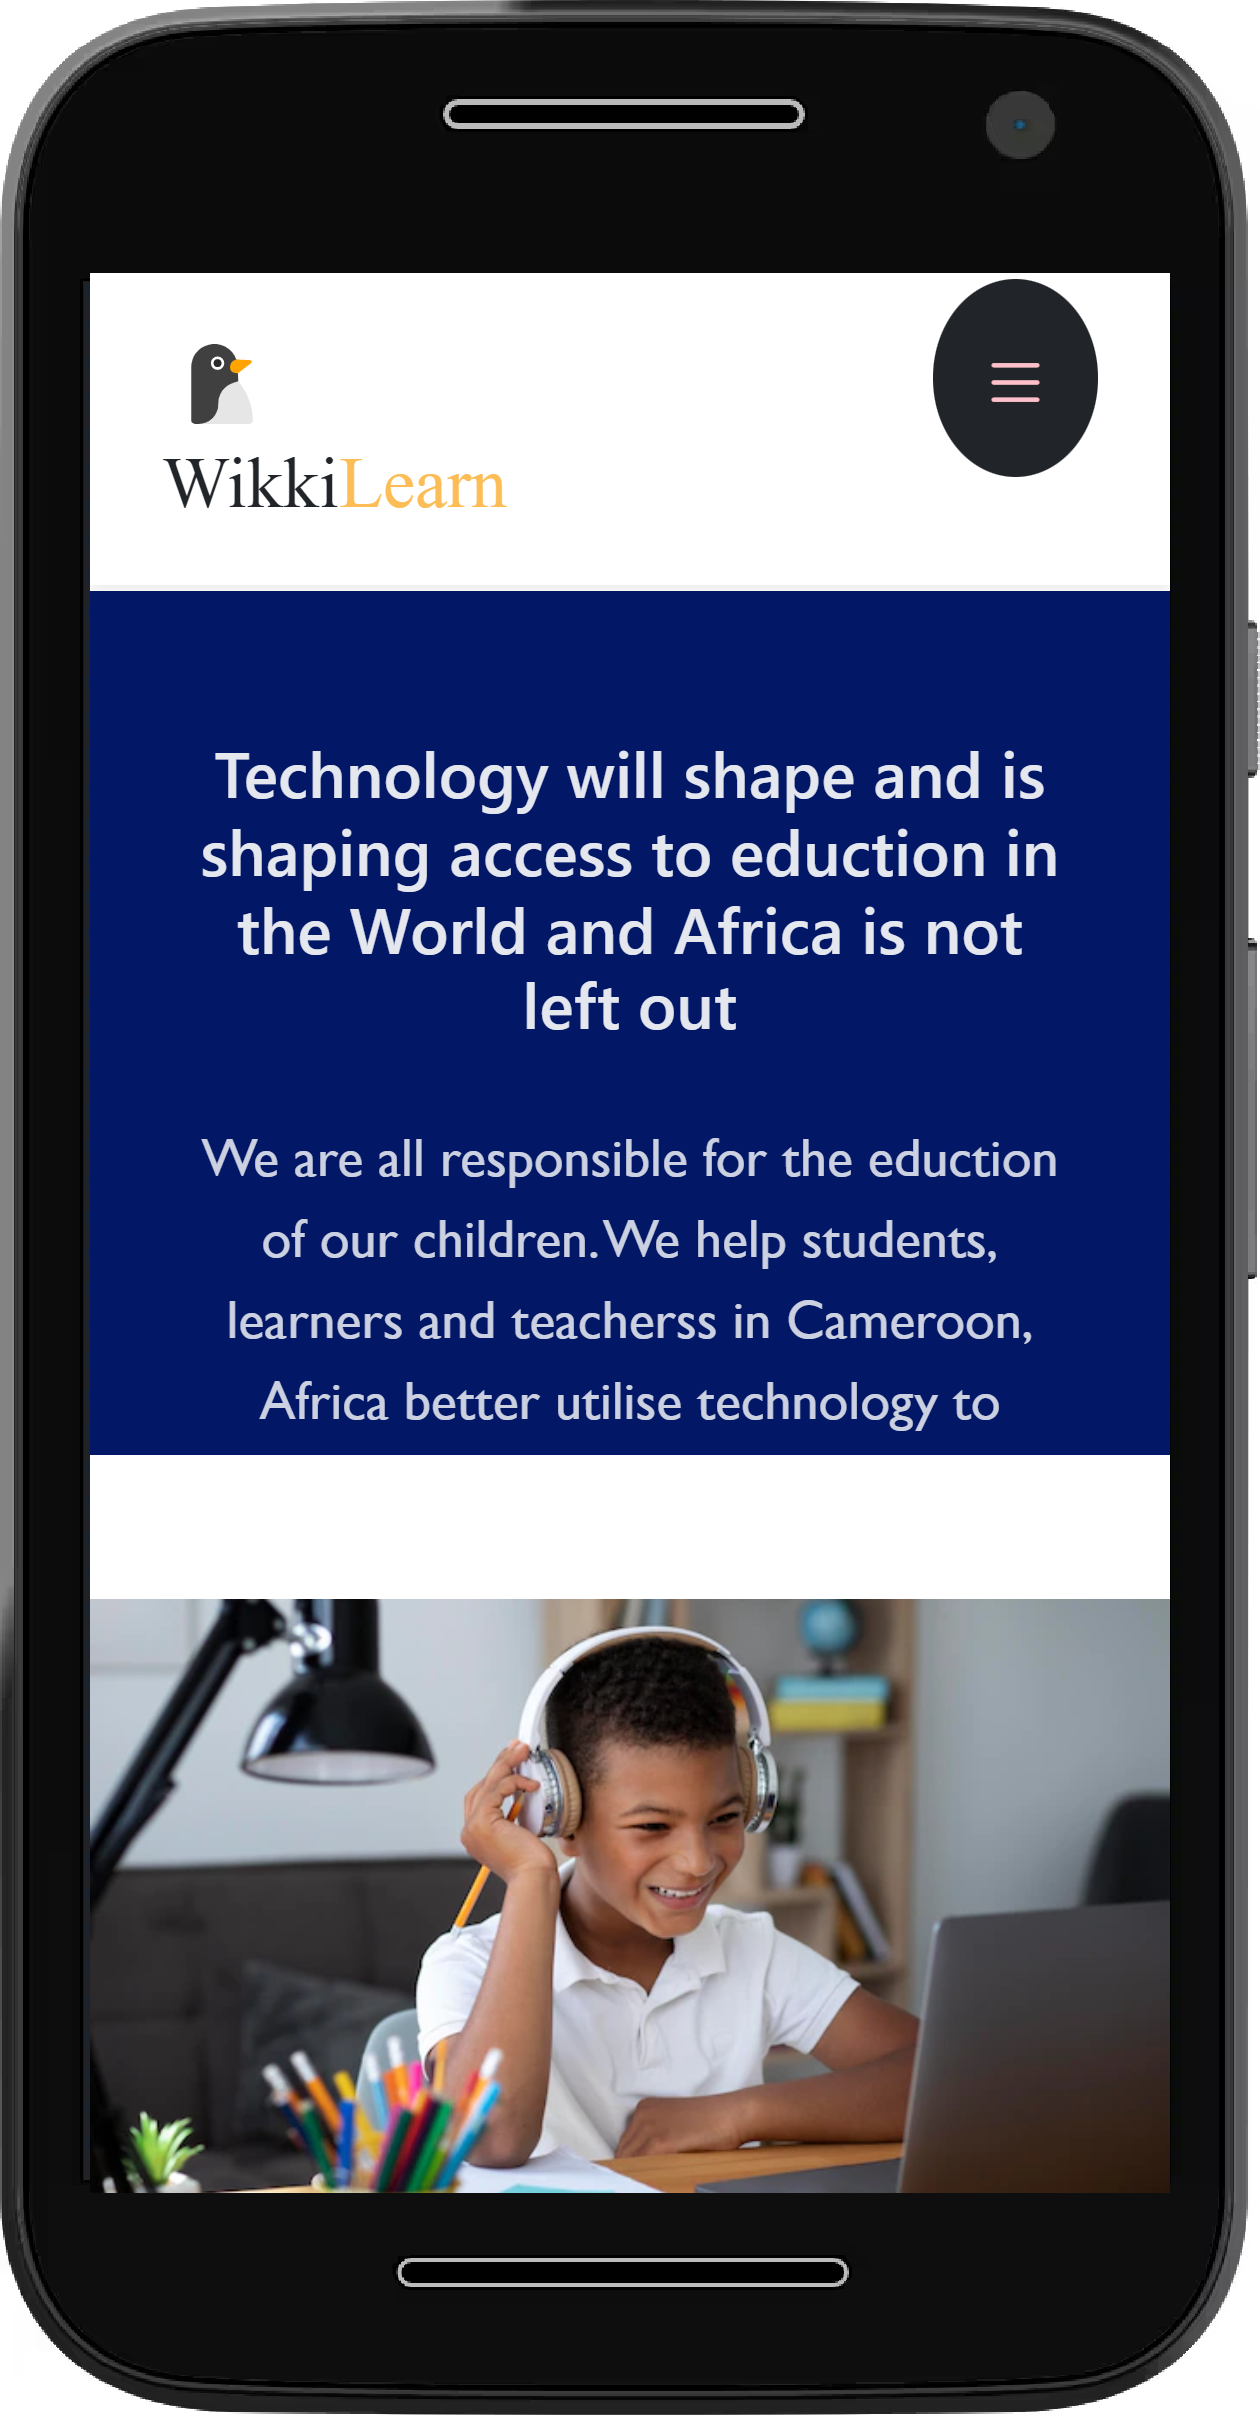 WikkiLearn
Technology will shape and is
shaping access to eduction in
the World and Africa is not
left out
We are all responsible for the eduction
of our children. We help students,
learners and teacherss in Cameroon,
Africa better utilise technology to